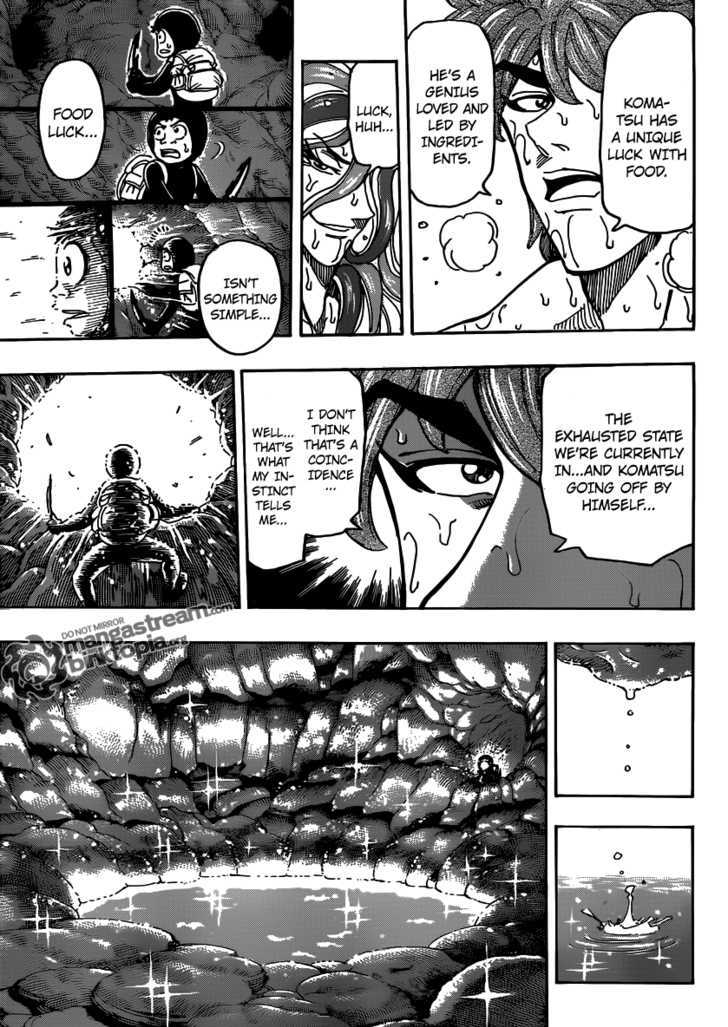 KOMA-
TSU HAS
A UNIQUE
LUCK WITH
FOOD.
HE'S A
GENIUS
LOVED AND
LED BY
INGREDI-
ENTS.
LUCK,
HUH...
FOOD
LUCK...
ISN'T
SOMETHING
SIMPLE...
THE
EXHAUSTED STATE
WE'RE CURRENTLY
IN...AND KOMATSU
GOING OFF BY
HIMSELF...
I DON'T
THINK
THAT'S A
COINC-
IDENCE
...
WELL...
THAT'S
WHAT
MY IN-
STINCT
TELLS
ME...
DO NOT MIRROR
mangastream.com
binktopia.org